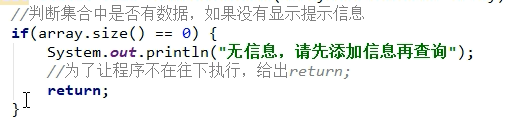 //判断集合中是否有数据，如果没有显示提示信息
if(array.size() == 0) {
    System.out.println("无信息，请先添加信息再查询");
    //为了让程序不在往下执行，给出return;
    return;
}